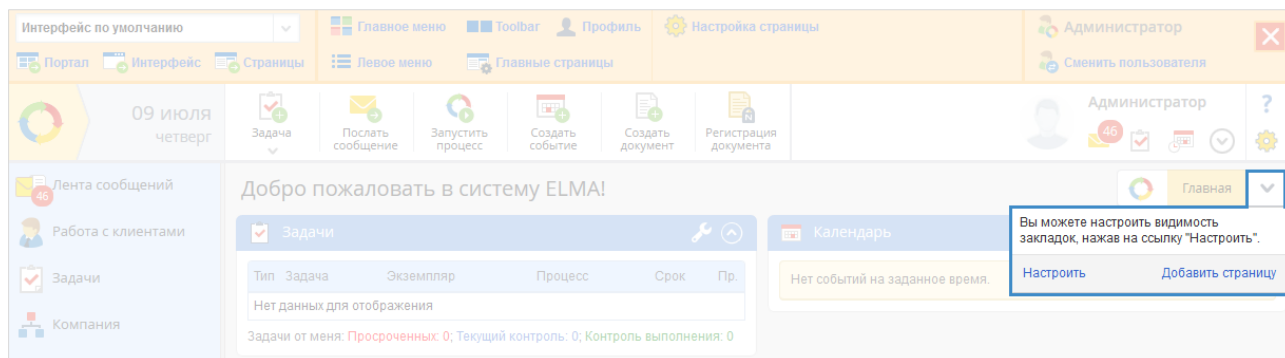 Интерфейс по умолчанию
Главное меню
Toolbar
Профиль
Настройка страницы
Администратор
Портал
Интерфейс
Страницы
Левое меню
Главные страницы
Сменить пользователя
09 июля
четверг
Задача
Послать
сообщение
Запустить
процесс
Создать
событие
Создать
документ
Регистрация
документа
Администратор
46
?
Лента сообщений
46
Работа с клиентами
Задачи
Компания
Добро пожаловать в систему ELMA!
Главная
Задачи
Тип Задача Экземпляр Процесс Срок Пр.
Нет данных для отображения
Задачи от меня: Просроченных: 0; Текущий контроль: 0; Контроль выполнения: 0
Календарь
Нет событий на заданное время.
Вы можете настроить видимость
закладок, нажав на ссылку "Настроить".
Настроить
Добавить страницу